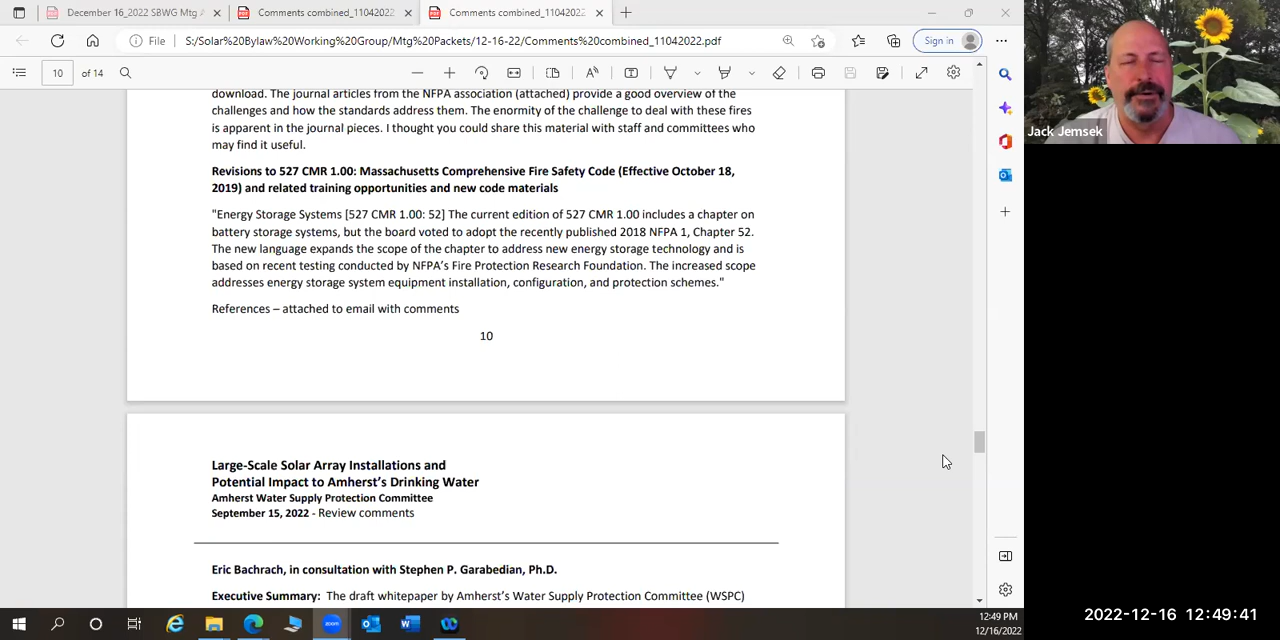 December 16_2022 SBWG Mtg
Comments combined_11042022
Comments combined_11042022
File
S:/Solar%20Bylaw%20Working%20Group/Mtg%20Packets/12-16-22/Comments%20combined_11042022.pdf
Sign in
10 of 14
download. The journal articles from the NFPA association (attached) provide a good overview of the
challenges and how the standards address them. The enormity of the challenge to deal with these fires
is apparent in the journal pieces. I thought you could share this material with staff and committees who
may find it useful.
Revisions to 527 CMR 1.00: Massachusetts Comprehensive Fire Safety Code (Effective October 18,
2019) and related training opportunities and new code materials
"Energy Storage Systems [527 CMR 1.00: 52] The current edition of 527 CMR 1.00 includes a chapter on
battery storage systems, but the board voted to adopt the recently published 2018 NFPA 1, Chapter 52.
The new language expands the scope of the chapter to address new energy storage technology and is
based on recent testing conducted by NFPA's Fire Protection Research Foundation. The increased scope
addresses energy storage system equipment installation, configuration, and protection schemes."
References – attached to email with comments
10
Large-Scale Solar Array Installations and
Potential Impact to Amherst's Drinking Water
Amherst Water Supply Protection Committee
September 15, 2022 - Review comments
Eric Bachrach, in consultation with Stephen P. Garabedian, Ph.D.
Executive Summary: The draft whitepaper by Amherst's Water Supply Protection Committee (WSPC)
Jack Jemsek
zoom
12:49 PM
12/16/2022
2022-12-16 12:49:41